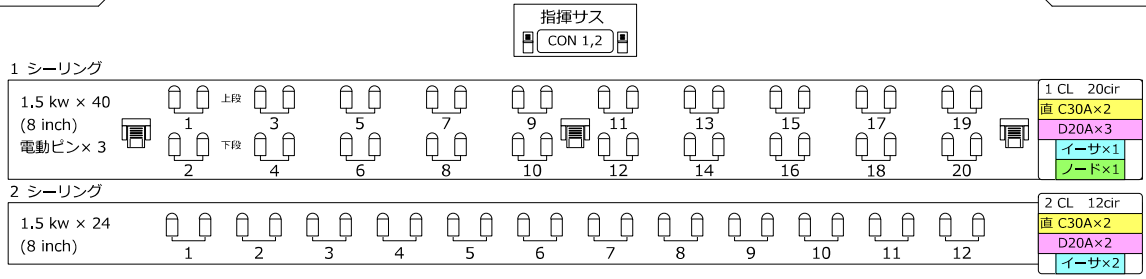 指揮サス
CON 1,2
1 シーリング
1.5 kw × 40
(8 inch)
電動ピン× 3
上段
1 3 5 7 9 11 13 15 17 19
下段
2 4 6 8 10 12 14 16 18 20
1 CL 20cir
直 C30A×2
D20A×3
イーサ×1
ノード×1
2 シーリング
1.5 kw × 24
(8 inch)
1 2 3 4 5 6 7 8 9 10 11 12
2 CL 12cir
直 C30A×2
D20A×2
イーサ×2